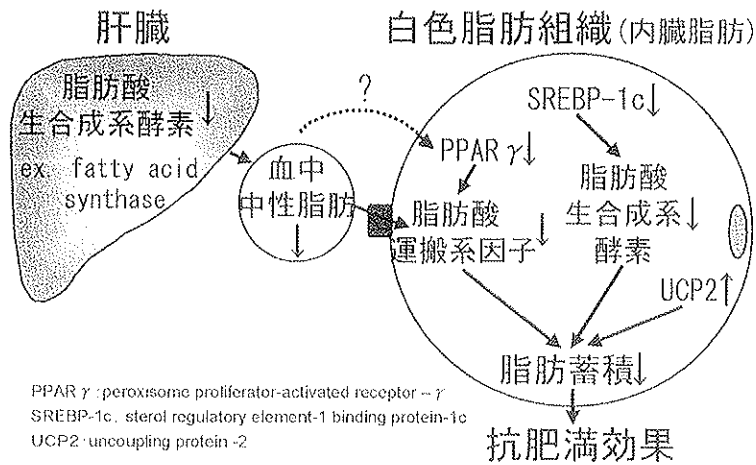 肝臓
脂肪酸
生合成系酵素↓
ex. fatty acid
synthase
血中
中性脂肪
↓
?
白色脂肪組織(内臓脂肪)
SREBP-1c↓
PPARγ↓
脂肪酸
運搬系因子↓
脂肪酸
生合成系↓
酵素
UCP2↑
脂肪蓄積↓
抗肥満効果
PPARγ:peroxisome proliferator-activated receptor-γ
SREBP-1c. sterol regulatory element-1 binding protein-1c
UCP2:uncoupling protein-2